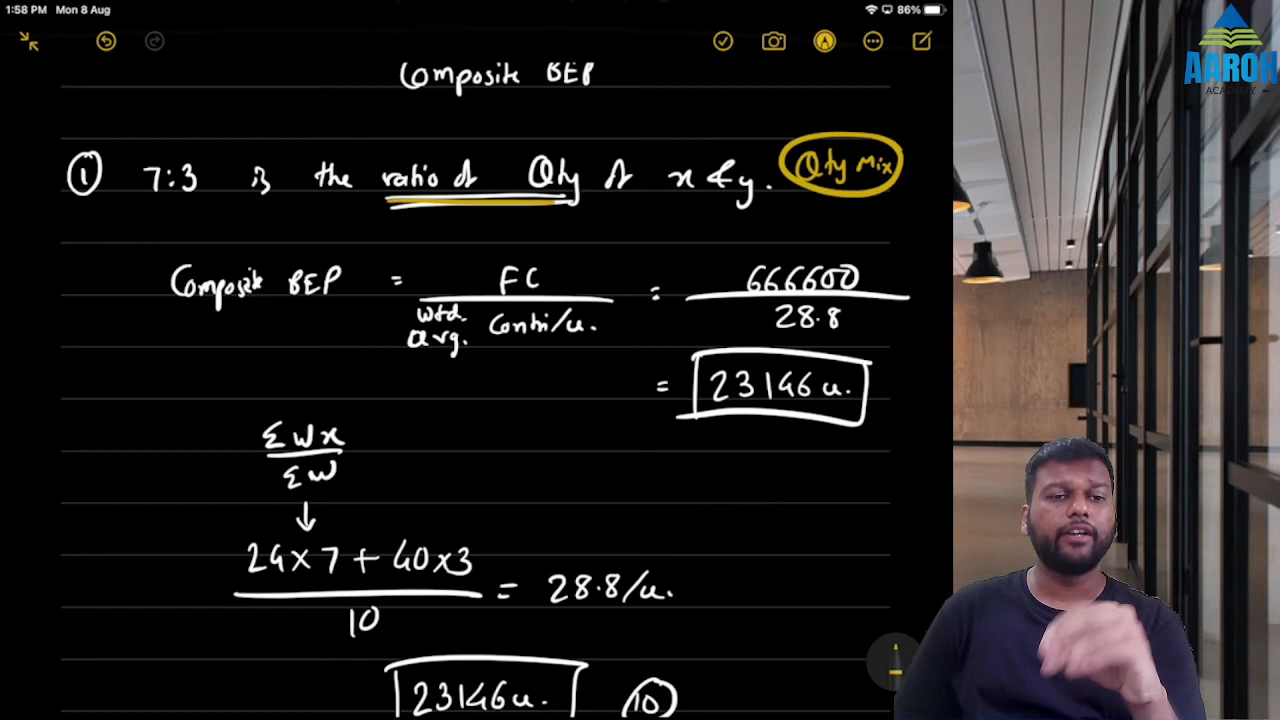 1:58 PM Mon 8 Aug
86%
AAROH
ACADEMY
Composite BEP
① 7:3 is the ratio of Qty of x & y. Qty Mix
Composite BEP = FC / wtd. avg. Contri/u. = 666600 / 28.8
= 23146 u.
Σwx / Σw
↓
24×7 + 40×3 / 10 = 28.8/u.
23146 u. 10